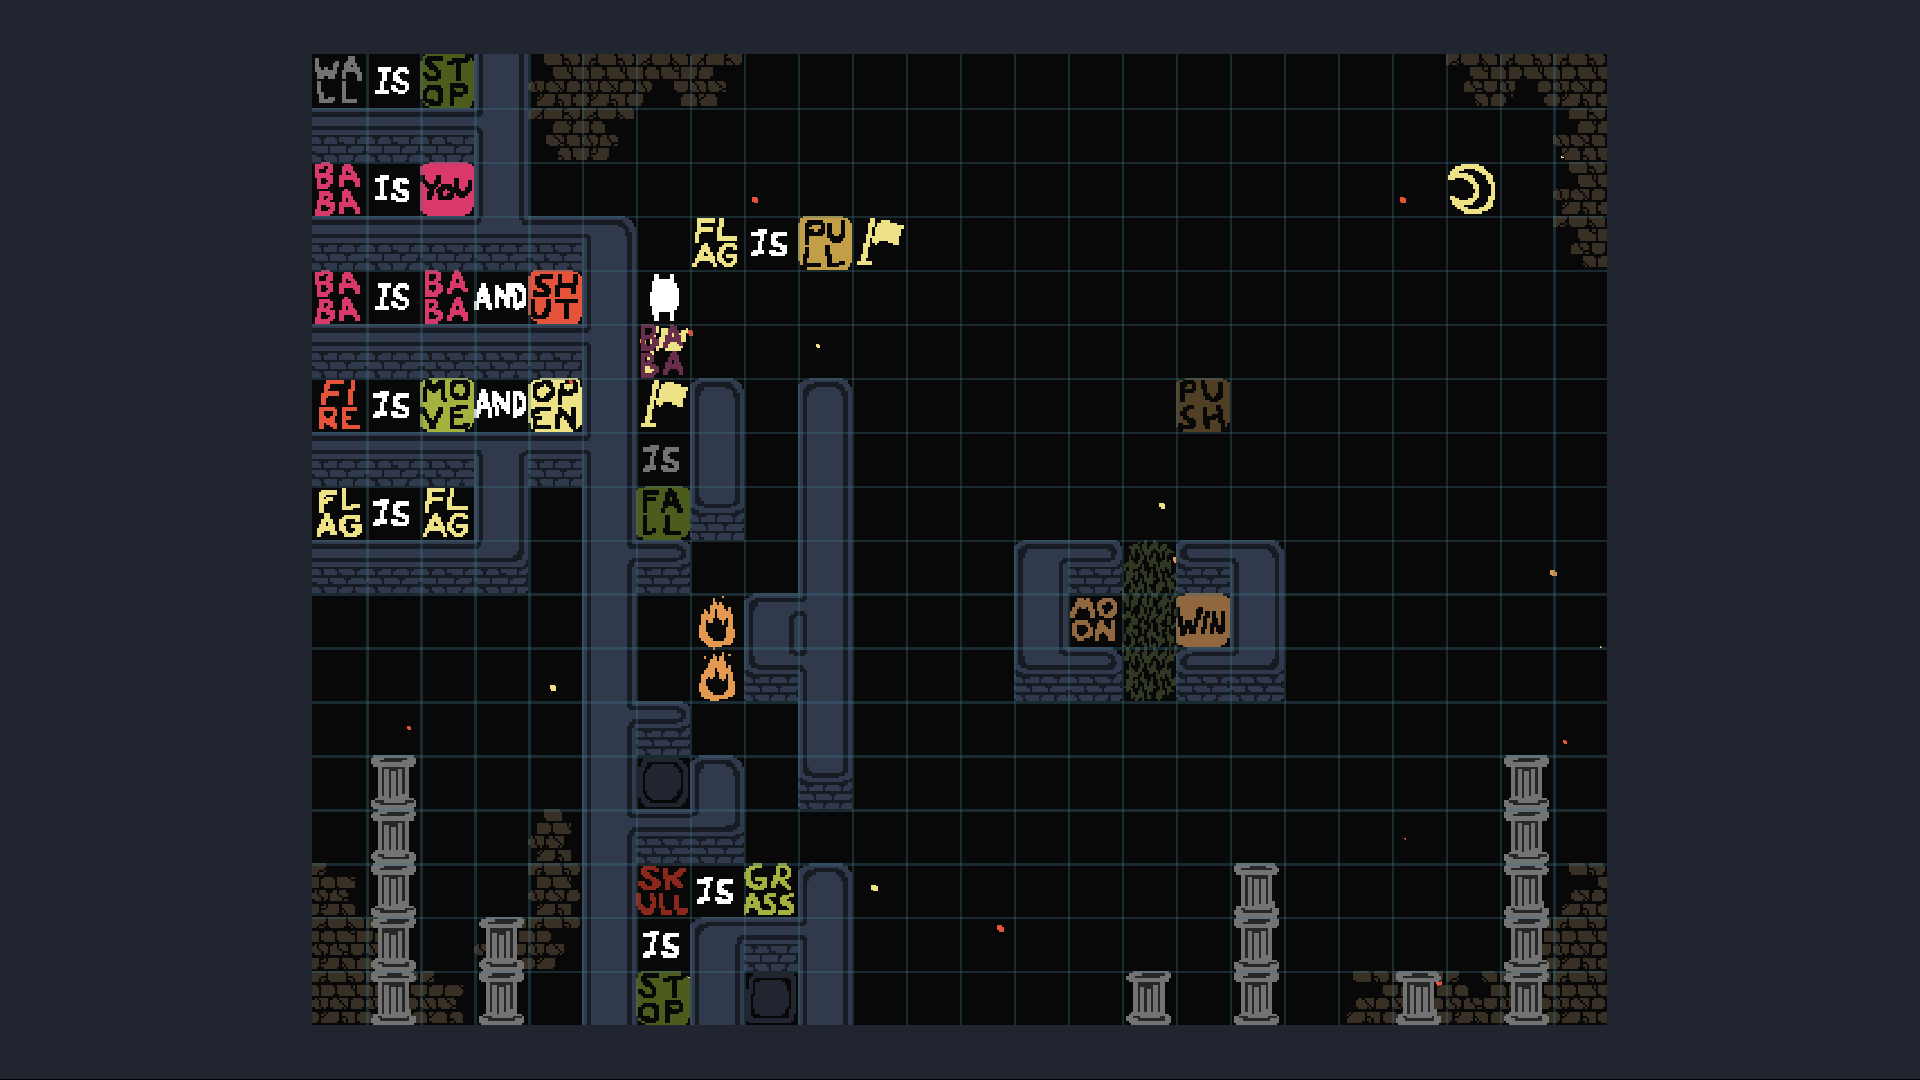 WALL IS STOP
BABA IS YOU
FLAG IS PULL
BABA IS BABA AND SHUT
BABA
FIRE IS MOVE AND OPEN
PUSH
IS
FLAG IS FLAG
FALL
MOON
WIN
SKULL IS GRASS
IS
STOP